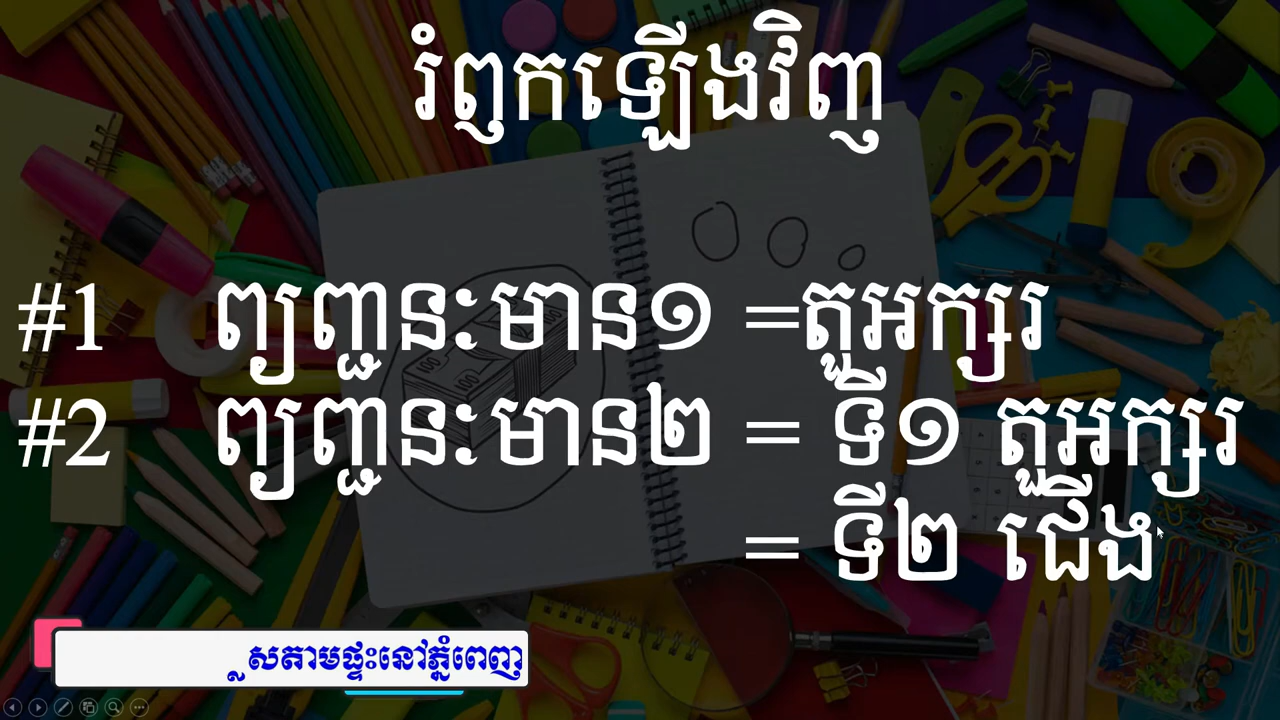 រំឭកឡើងវិញ
#1 ព្យញ្ជនៈមាន១ =តួអក្សរ
#2 ព្យញ្ជនៈមាន២ = ទី១ តួអក្សរ
= ទី២ ជើង
សតាមផ្ទះនៅភ្នំពេញ